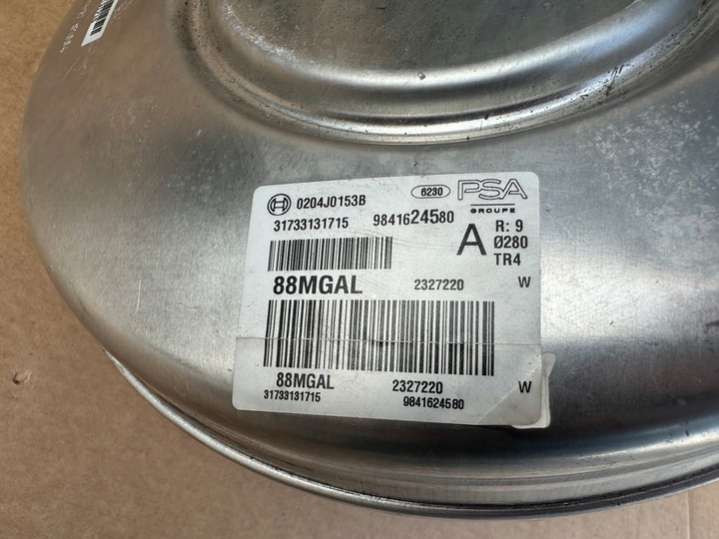 0204J0153B 6230 PSA
GROUPE
31733131715 9841624580
A
R: 9
Ø280
TR4
88MGAL 2327220 W
88MGAL 2327220 W
31733131715 9841624580